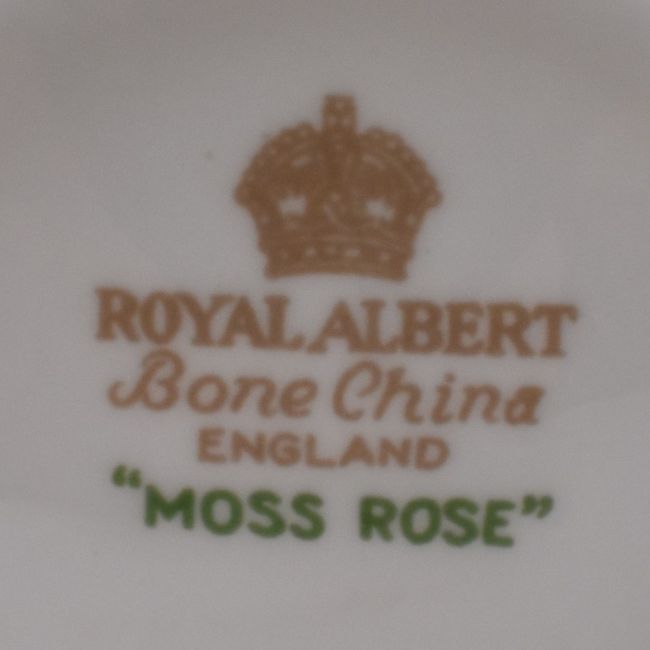 ROYAL ALBERT
Bone China
ENGLAND
“MOSS ROSE”